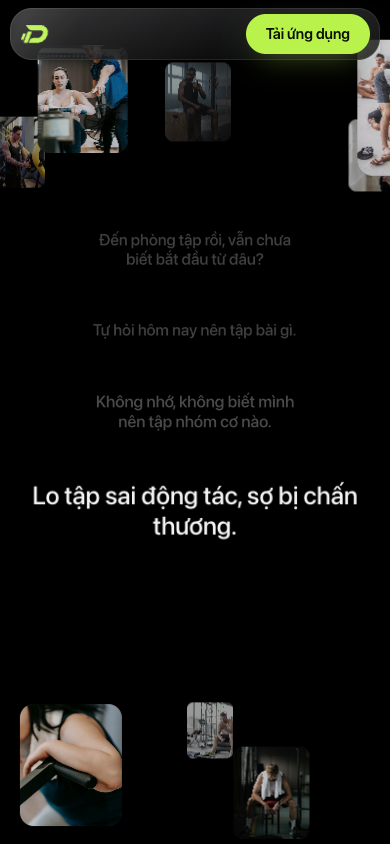 Tải ứng dụng
Đến phòng tập rồi, vẫn chưa
biết bắt đầu từ đâu?
Tự hỏi hôm nay nên tập bài gì.
Không nhớ, không biết mình
nên tập nhóm cơ nào.
Lo tập sai động tác, sợ bị chấn
thương.